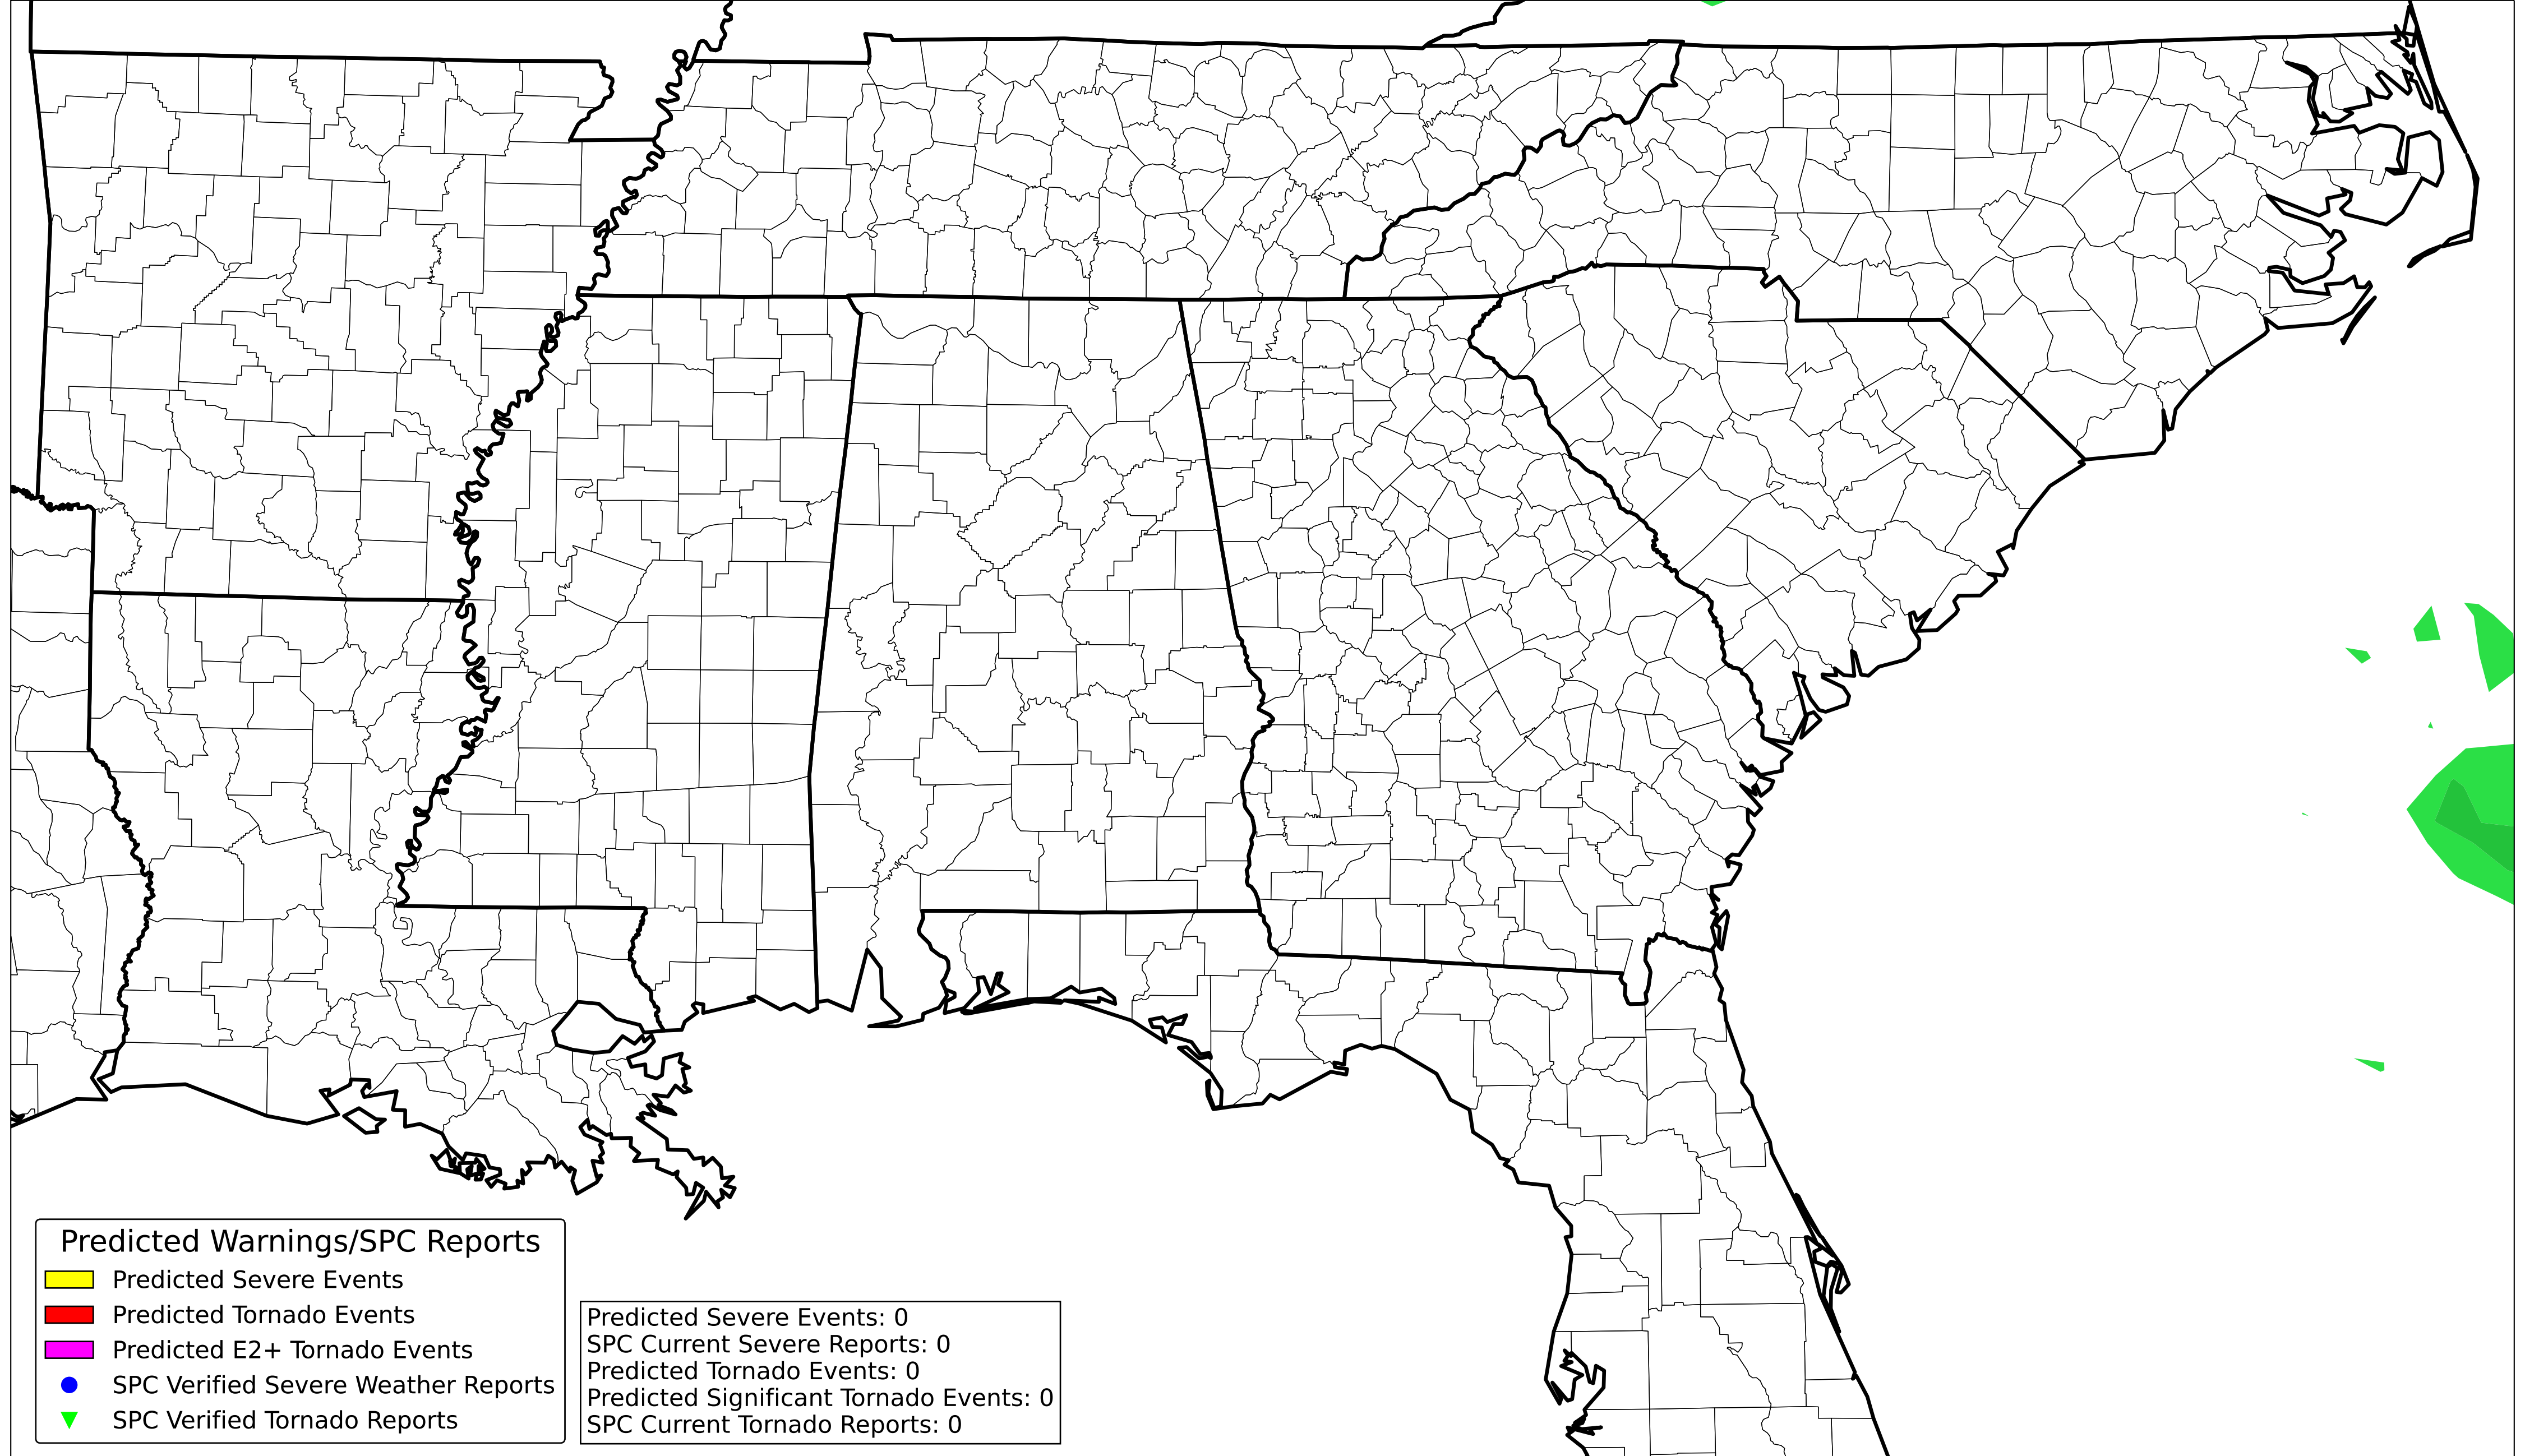 Predicted Warnings/SPC Reports
Predicted Severe Events
Predicted Tornado Events
Predicted E2+ Tornado Events
SPC Verified Severe Weather Reports
SPC Verified Tornado Reports
Predicted Severe Events: 0
SPC Current Severe Reports: 0
Predicted Tornado Events: 0
Predicted Significant Tornado Events: 0
SPC Current Tornado Reports: 0